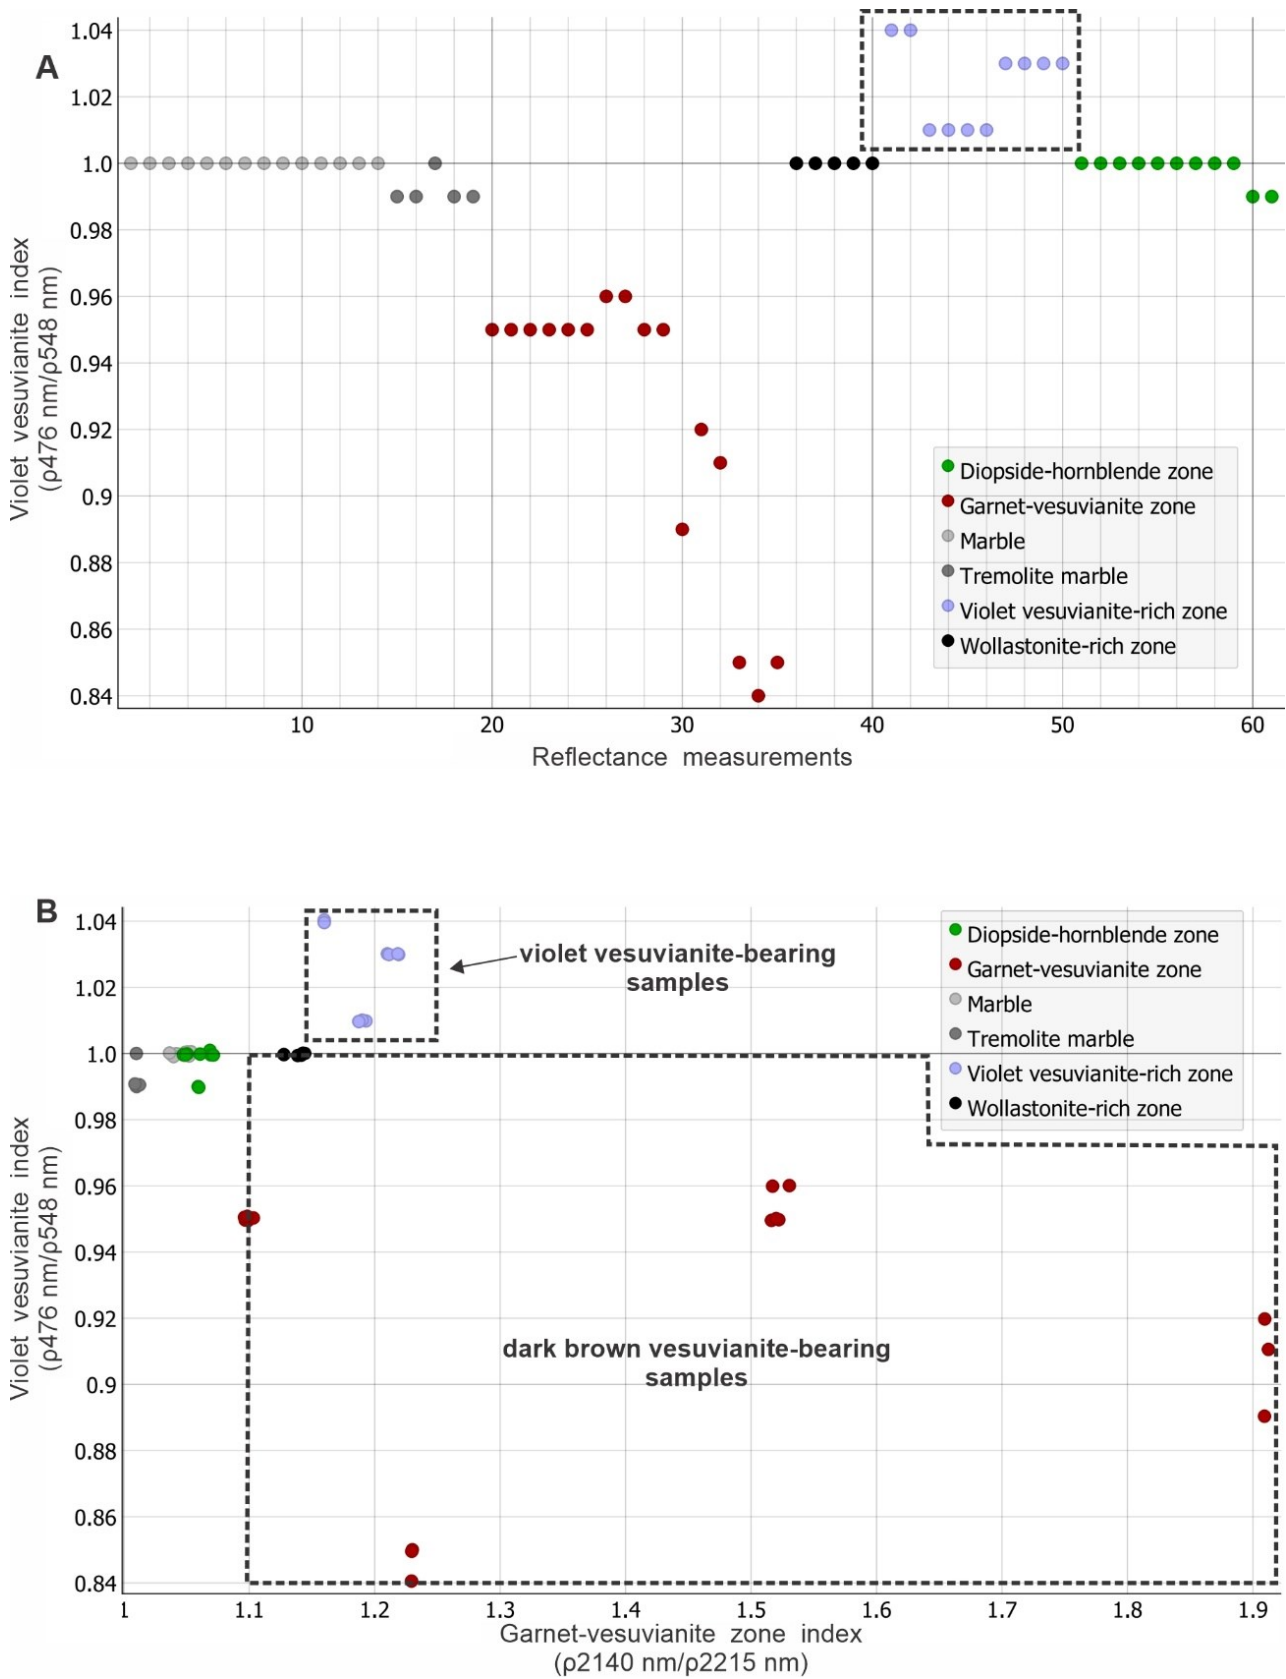 A
1.04
1.02
1.0
0.98
0.96
0.94
0.92
0.9
0.88
0.86
0.84
Violet vesuvianite index
(ρ476 nm/ρ548 nm)
Diopside-hornblende zone
Garnet-vesuvianite zone
Marble
Tremolite marble
Violet vesuvianite-rich zone
Wollastonite-rich zone
10 20 30 40 50 60
Reflectance measurements
B
1.04
1.02
1.0
0.98
0.96
0.94
0.92
0.9
0.88
0.86
0.84
Violet vesuvianite index
(ρ476 nm/ρ548 nm)
violet vesuvianite-bearing
samples
Diopside-hornblende zone
Garnet-vesuvianite zone
Marble
Tremolite marble
Violet vesuvianite-rich zone
Wollastonite-rich zone
dark brown vesuvianite-bearing
samples
1 1.1 1.2 1.3 1.4 1.5 1.6 1.7 1.8 1.9
Garnet-vesuvianite zone index
(ρ2140 nm/ρ2215 nm)